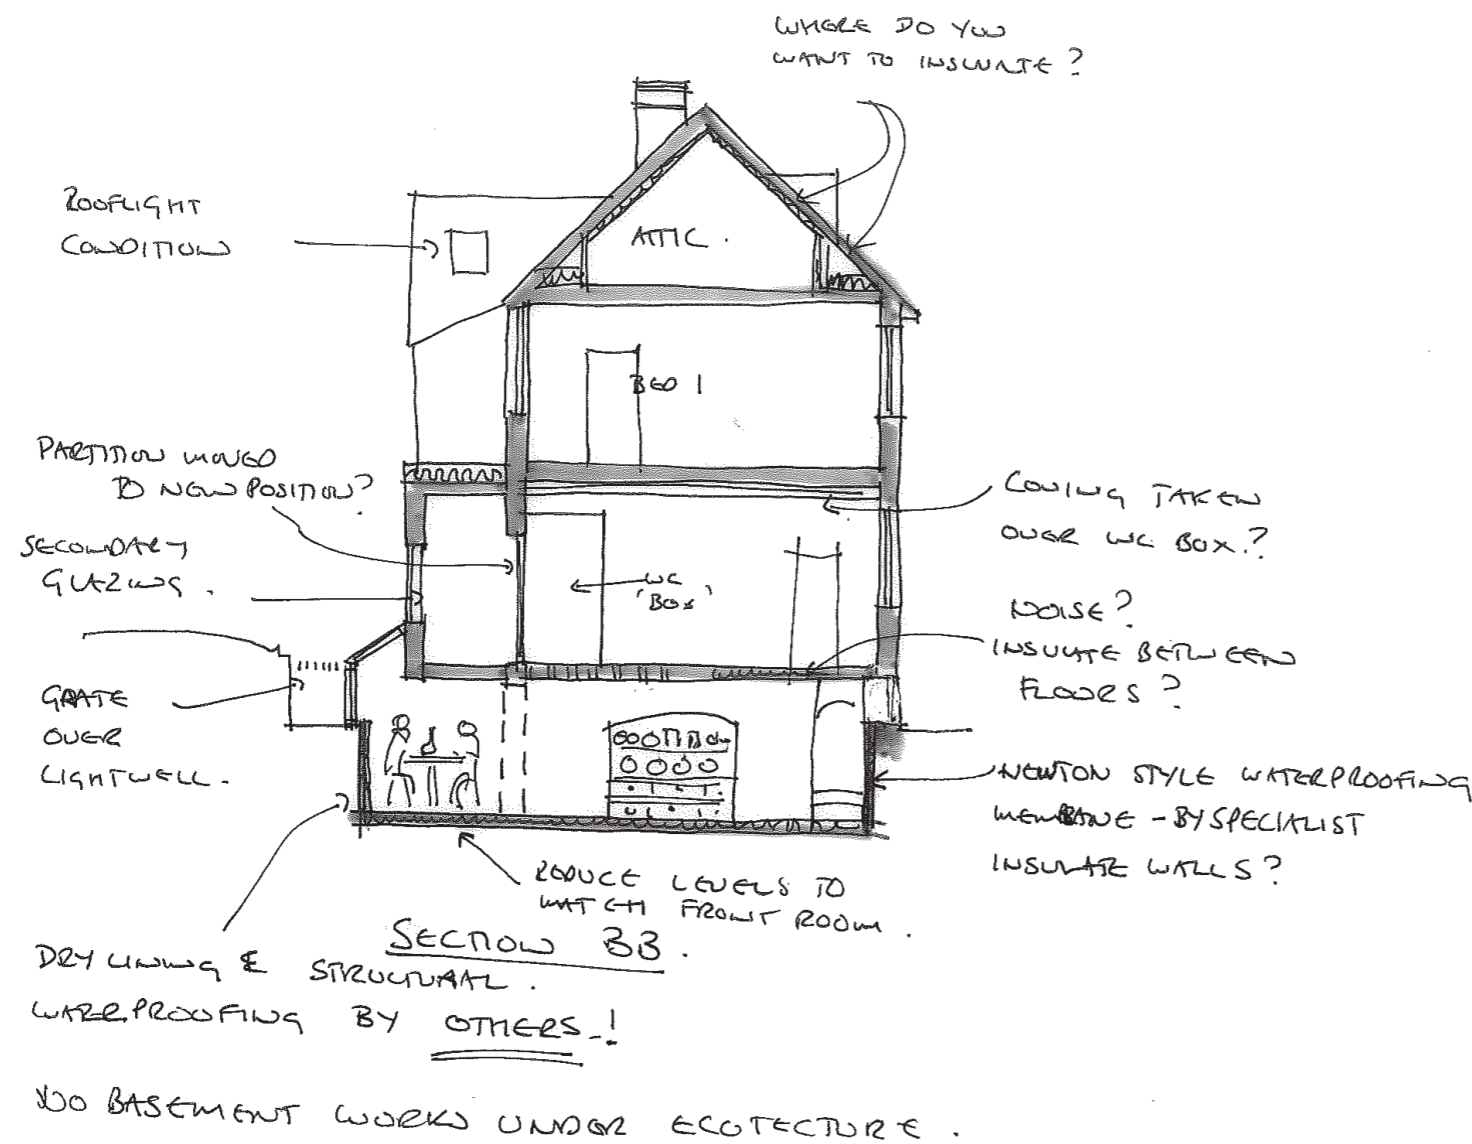 WHERE DO YOU
WANT TO INSULATE?
ROOFLIGHT
CONDITION
ATTIC.
BED 1
PARTITION MOVED
TO NEW POSITION?
SECONDARY
GLAZING.
COVING TAKEN
OVER WC BOX.?
WC
'BOX'
NOISE?
INSULATE BETWEEN
FLOORS?
GRATE
OVER
LIGHTWELL.
NEWTON STYLE WATERPROOFING
MEMBANE - BY SPECIALIST
INSULATE WALLS?
REDUCE LEVELS TO
MATCH FRONT ROOM.
SECTION BB.
DRY LINING & STRUCTURAL.
WATERPROOFING BY OTHERS-!
NO BASEMENT WORKS UNDER ECOTECTURE.